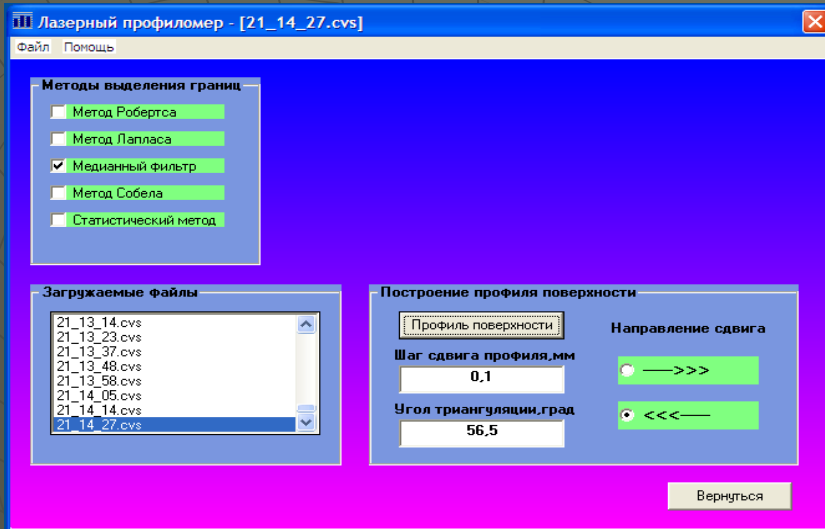 Лазерный профиломер - [21_14_27.cvs]
Файл Помощь
Методы выделения границ
Метод Робертса
Метод Лапласа
Медианный фильтр
Метод Собела
Статистический метод
Загружаемые файлы
21_13_14.cvs
21_13_23.cvs
21_13_37.cvs
21_13_48.cvs
21_13_58.cvs
21_14_05.cvs
21_14_14.cvs
21_14_27.cvs
Построение профиля поверхности
Профиль поверхности
Шаг сдвига профиля,мм
0,1
Угол триангуляции,град
56,5
Направление сдвига
——>>>
<<<——
Вернуться